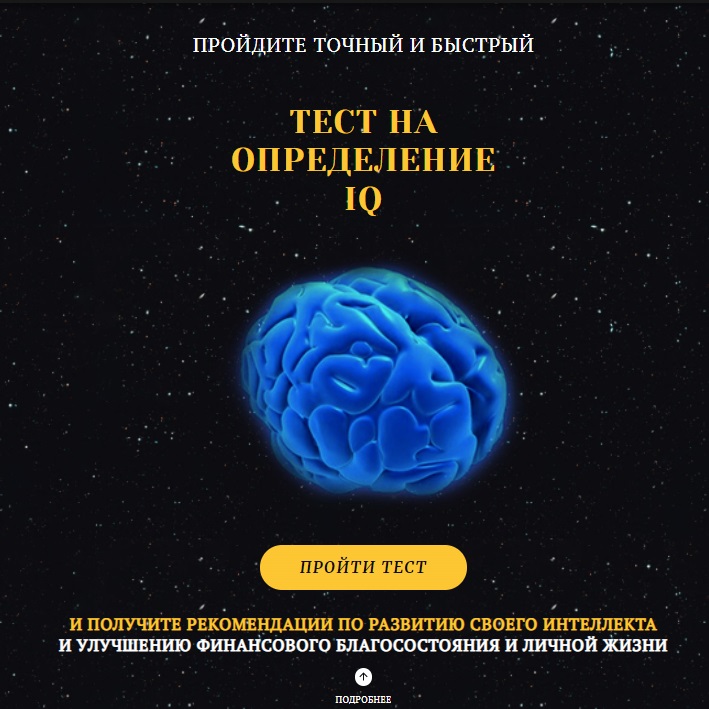 ПРОЙДИТЕ ТОЧНЫЙ И БЫСТРЫЙ
ТЕСТ НА
ОПРЕДЕЛЕНИЕ
IQ
ПРОЙТИ ТЕСТ
И ПОЛУЧИТЕ РЕКОМЕНДАЦИИ ПО РАЗВИТИЮ СВОЕГО ИНТЕЛЛЕКТА
И УЛУЧШЕНИЮ ФИНАНСОВОГО БЛАГОСОСТОЯНИЯ И ЛИЧНОЙ ЖИЗНИ
ПОДРОБНЕЕ